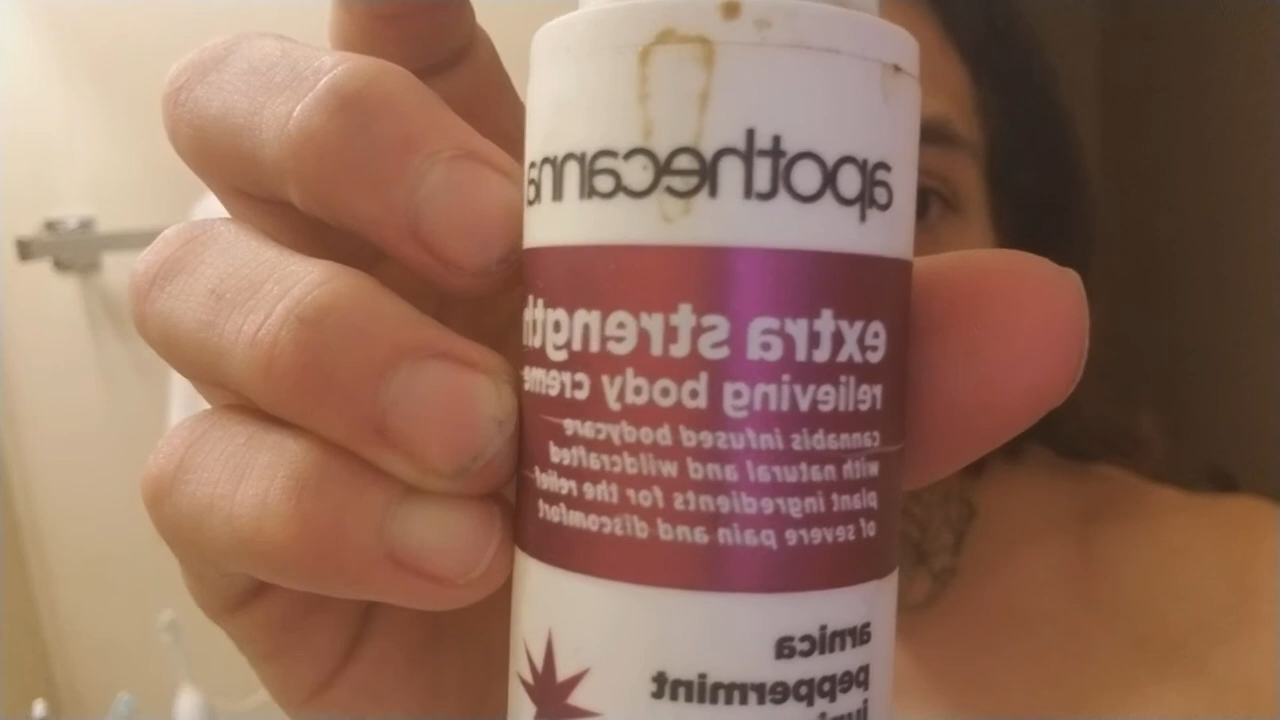 apothecanna
extra strength
relieving body creme
cannabis infused bodycare
with natural and wildcrafted
plant ingredients for the relief
of severe pain and discomfort
arnica
peppermint